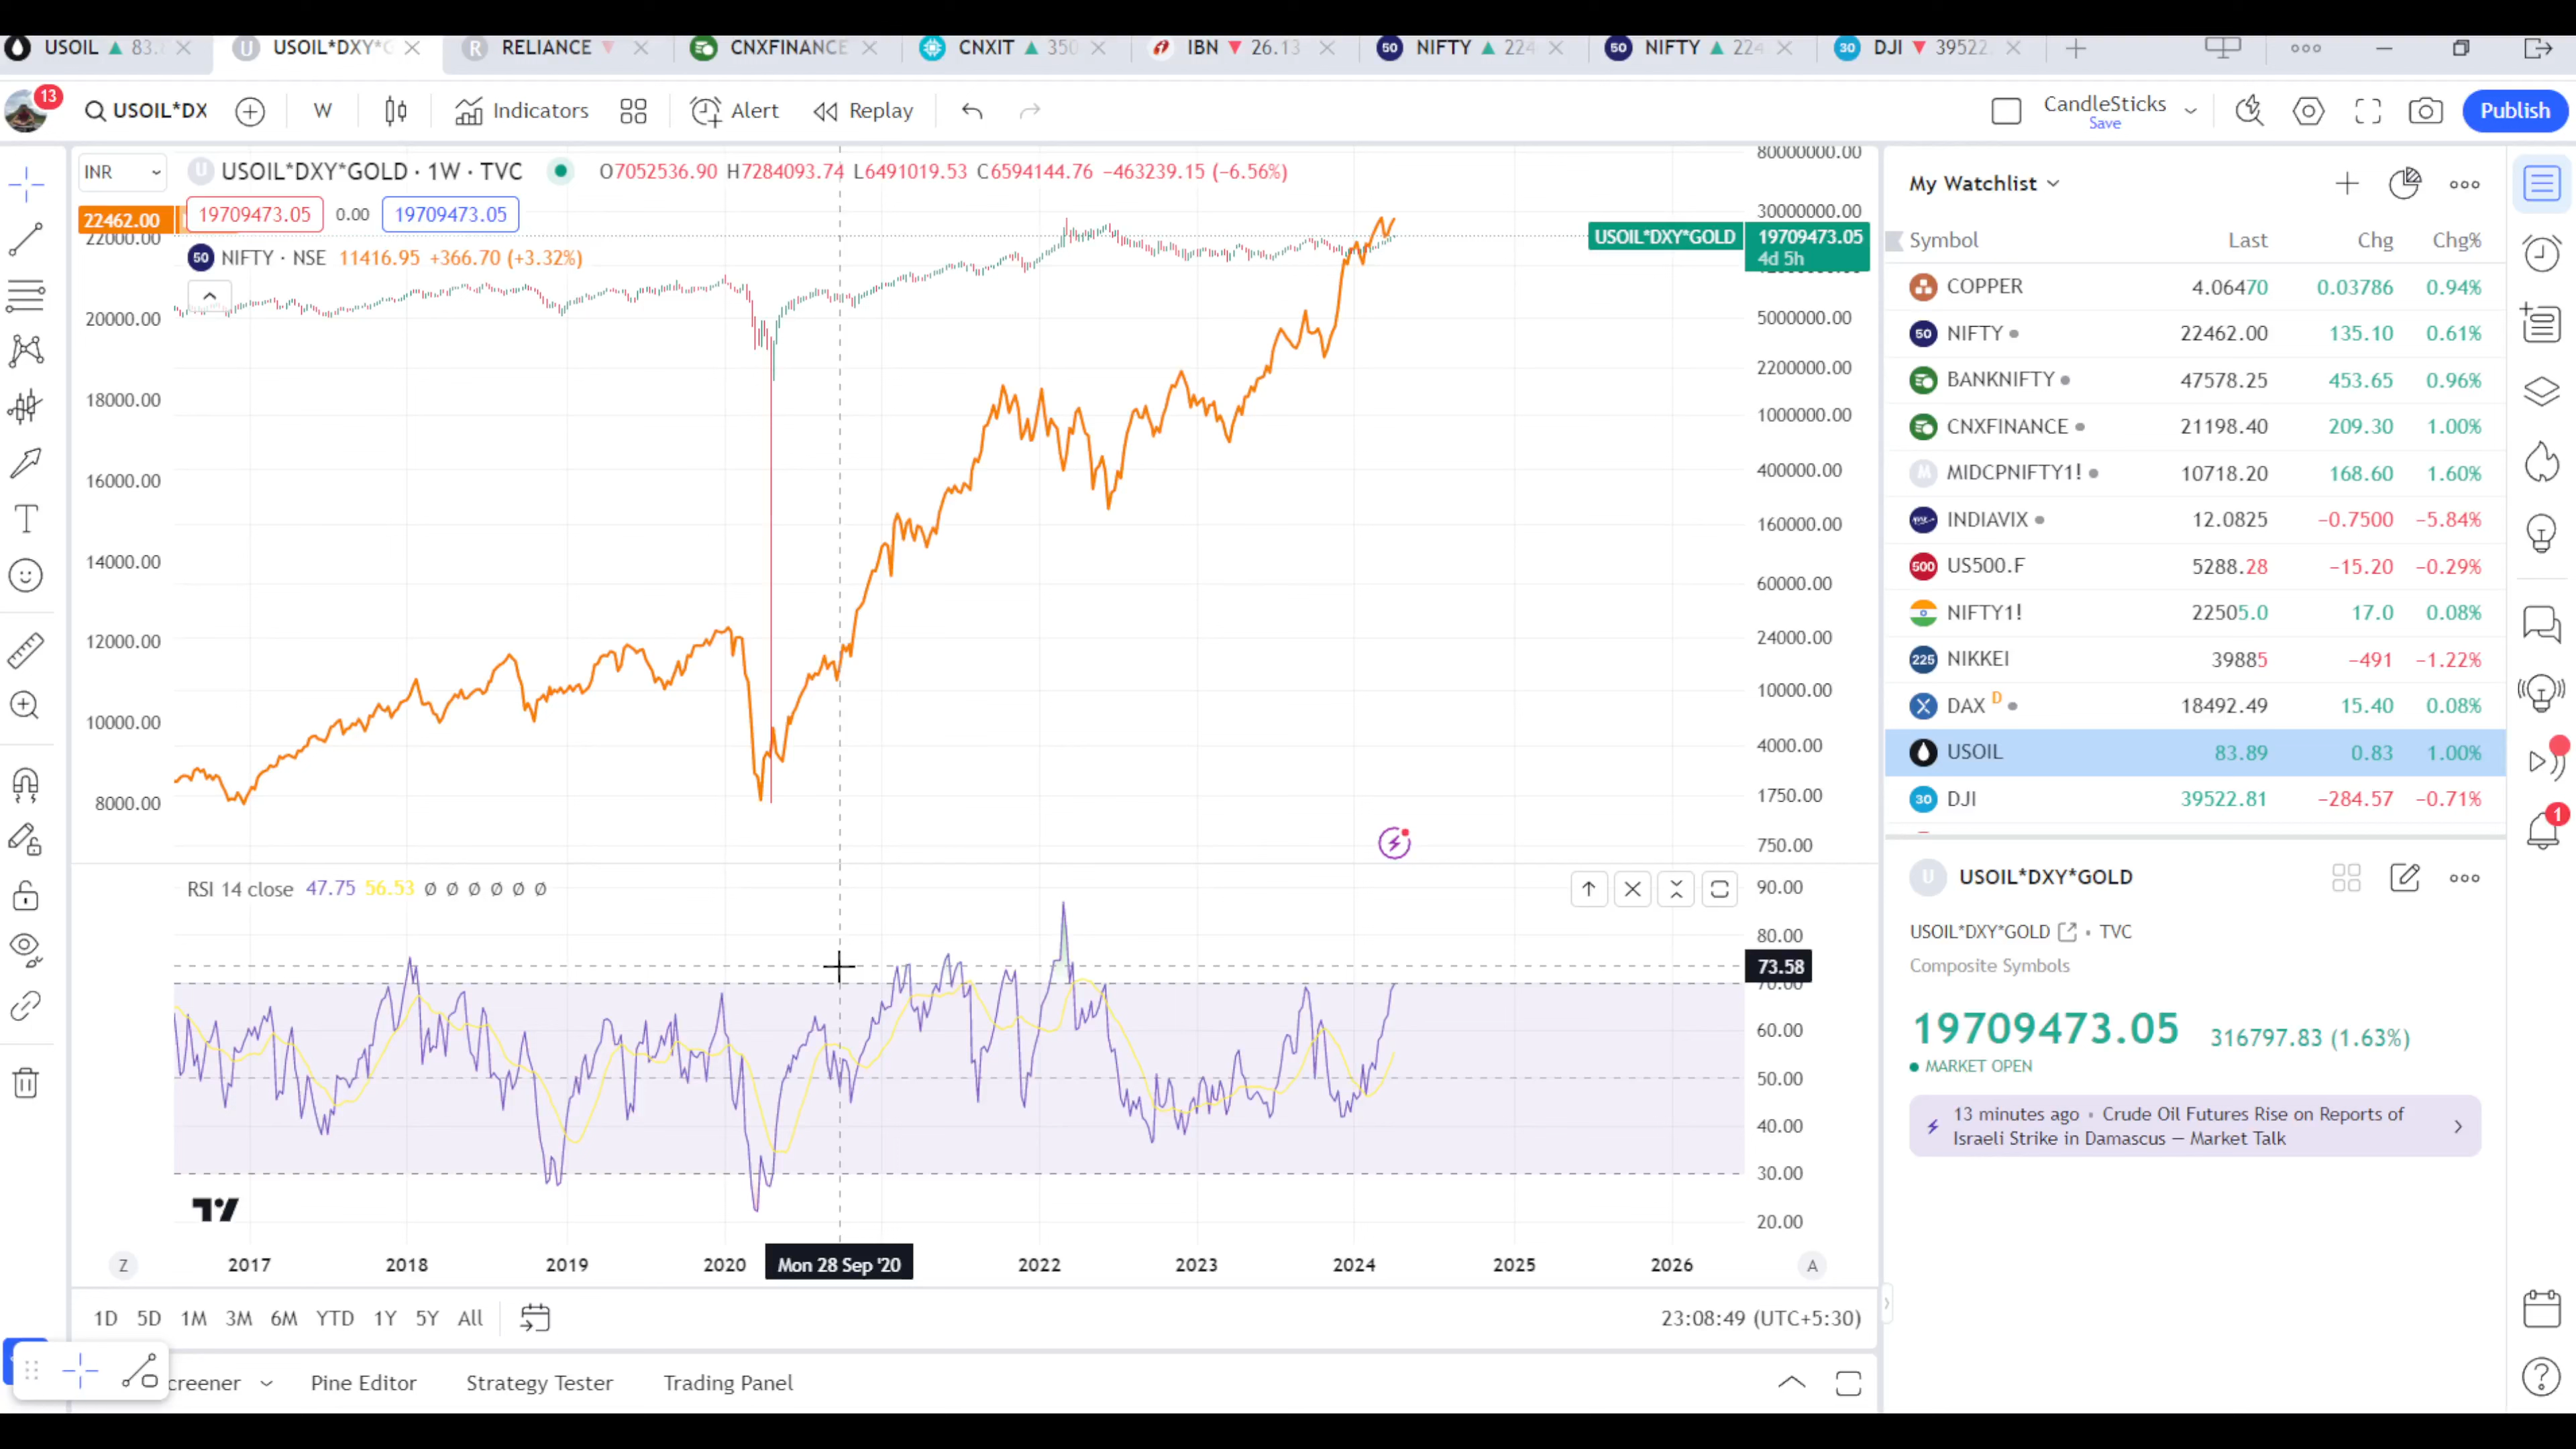 USOIL 83.
USOIL*DXY*G
RELIANCE
CNXFINANCE
CNXIT 350
IBN 26.13
NIFTY 224
NIFTY 224
DJI 39522
13
USOIL*DX
W
Indicators
Alert
Replay
CandleSticks
Save
Publish
INR
USOIL*DXY*GOLD · 1W · TVC
O7052536.90 H7284093.74 L6491019.53 C6594144.76 −463239.15 (−6.56%)
19709473.05 0.00 19709473.05
50 NIFTY · NSE 11416.95 +366.70 (+3.32%)
22462.00
22000.00
20000.00
18000.00
16000.00
14000.00
12000.00
10000.00
8000.00
80000000.00
30000000.00
USOIL*DXY*GOLD 19709473.05
4d 5h
5000000.00
2200000.00
1000000.00
400000.00
160000.00
60000.00
24000.00
10000.00
4000.00
1750.00
750.00
RSI 14 close 47.75 56.53 Ø Ø Ø Ø Ø Ø
90.00
80.00
73.58
70.00
60.00
50.00
40.00
30.00
20.00
Z
2017
2018
2019
2020
Mon 28 Sep '20
2022
2023
2024
2025
2026
A
1D 5D 1M 3M 6M YTD 1Y 5Y All
23:08:49 (UTC+5:30)
creener
Pine Editor
Strategy Tester
Trading Panel
My Watchlist
Symbol Last Chg Chg%
COPPER 4.06470 0.03786 0.94%
50 NIFTY 22462.00 135.10 0.61%
BANKNIFTY 47578.25 453.65 0.96%
CNXFINANCE 21198.40 209.30 1.00%
M MIDCPNIFTY1! 10718.20 168.60 1.60%
INDIAVIX 12.0825 −0.7500 −5.84%
500 US500.F 5288.28 −15.20 −0.29%
NIFTY1! 22505.0 17.0 0.08%
225 NIKKEI 39885 −491 −1.22%
DAX D 18492.49 15.40 0.08%
USOIL 83.89 0.83 1.00%
30 DJI 39522.81 −284.57 −0.71%
U USOIL*DXY*GOLD
USOIL*DXY*GOLD • TVC
Composite Symbols
19709473.05 316797.83 (1.63%)
MARKET OPEN
13 minutes ago • Crude Oil Futures Rise on Reports of
Israeli Strike in Damascus — Market Talk
1